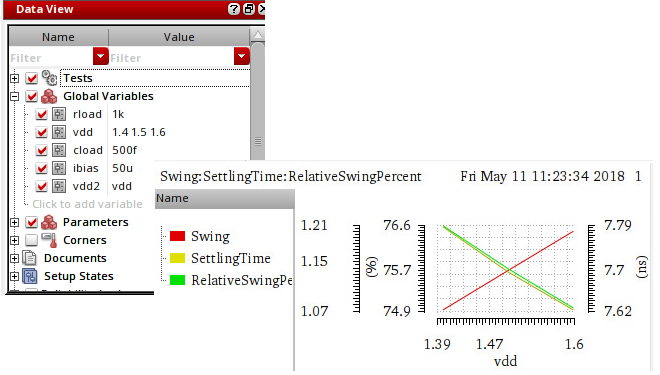 Data View
Name Value
Filter Filter
Tests
Global Variables
rload 1k
vdd 1.4 1.5 1.6
cload 500f
ibias 50u
vdd2 vdd
Click to add variable
Parameters
Corners
Documents
Setup States
Swing:SettlingTime:RelativeSwingPercent Fri May 11 11:23:34 2018 1
Name
Swing
SettlingTime
RelativeSwingPe
1.21 76.6 7.79
1.15 75.7 7.7
1.07 74.9 7.62
(%) (ns)
1.39 1.47 1.6
vdd